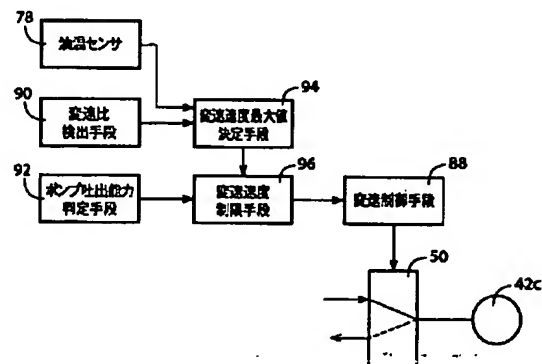 78
油温センサ
90
変速比
検出手段
94
変速速度最大値
決定手段
92
ポンプ吐出能力
判定手段
96
変速速度
制限手段
88
変速制御手段
50
42c